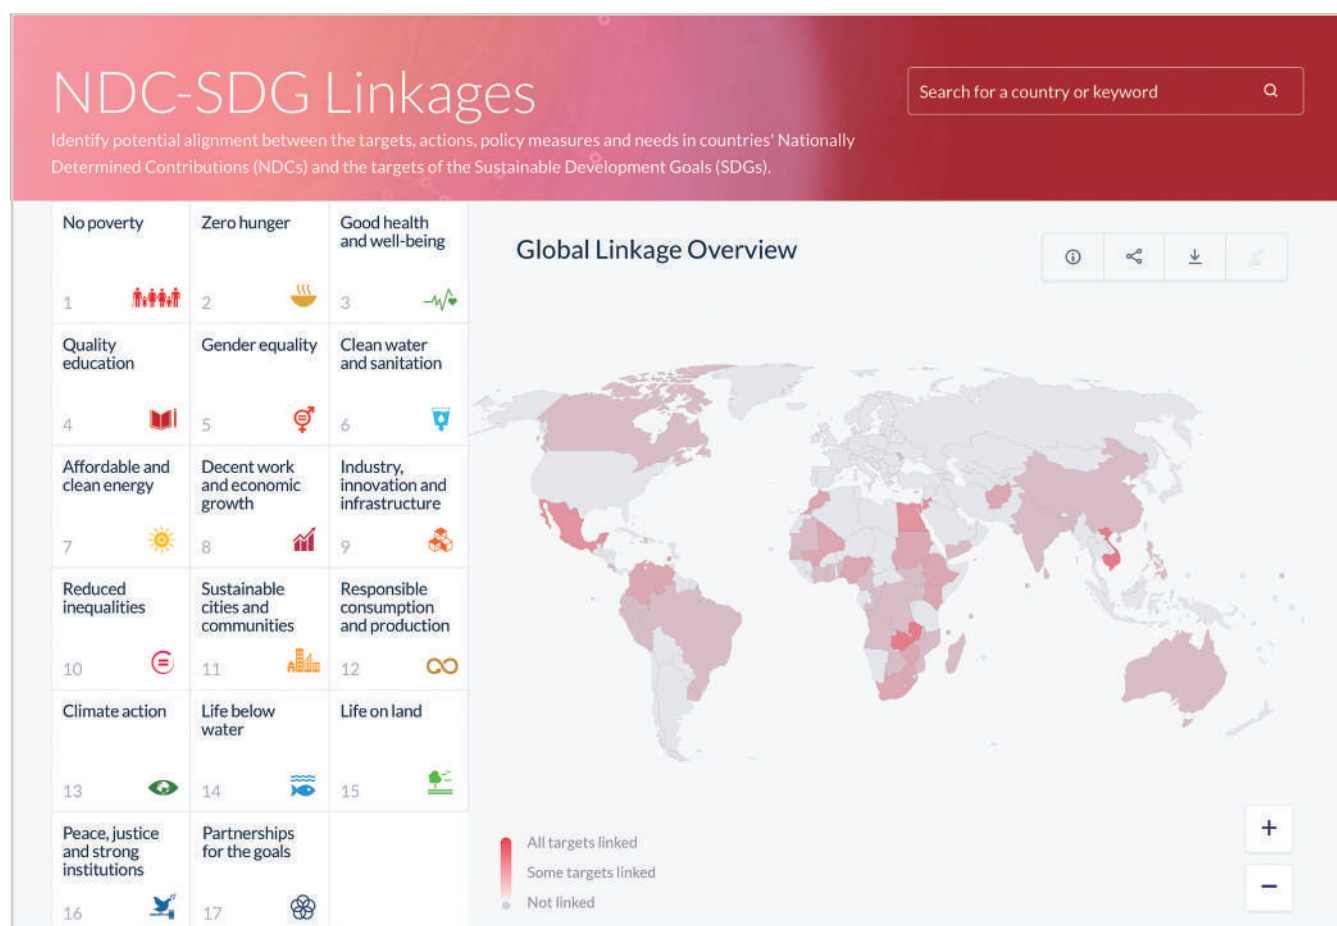 NDC-SDG Linkages
Search for a country or keyword
Identify potential alignment between the targets, actions, policy measures and needs in countries' Nationally
Determined Contributions (NDCs) and the targets of the Sustainable Development Goals (SDGs).
No poverty
1
Zero hunger
2
Good health
and well-being
3
Quality
education
4
Gender equality
5
Clean water
and sanitation
6
Affordable and
clean energy
7
Decent work
and economic
growth
8
Industry,
innovation and
infrastructure
9
Reduced
inequalities
10
Sustainable
cities and
communities
11
Responsible
consumption
and production
12
Climate action
13
Life below
water
14
Life on land
15
Peace, justice
and strong
institutions
16
Partnerships
for the goals
17
Global Linkage Overview
All targets linked
Some targets linked
Not linked
+
−